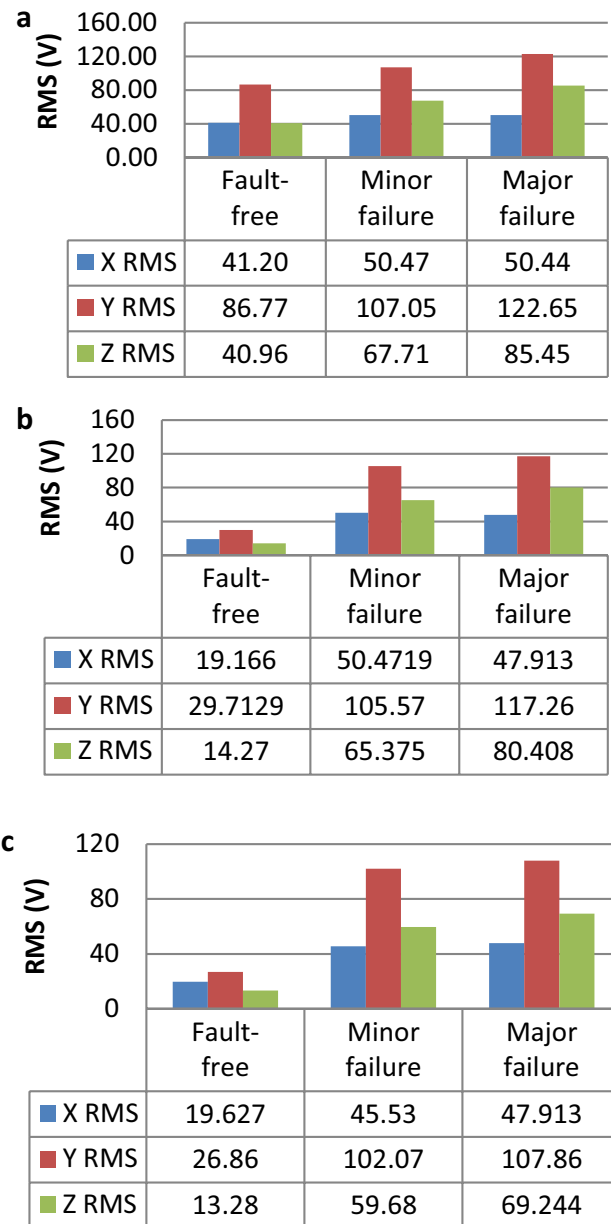 a
RMS (V)
160.00
120.00
80.00
40.00
0.00
Fault-free Minor failure Major failure
X RMS 41.20 50.47 50.44
Y RMS 86.77 107.05 122.65
Z RMS 40.96 67.71 85.45
b
RMS (V)
160
120
80
40
0
Fault-free Minor failure Major failure
X RMS 19.166 50.4719 47.913
Y RMS 29.7129 105.57 117.26
Z RMS 14.27 65.375 80.408
c
RMS (V)
120
80
40
0
Fault-free Minor failure Major failure
X RMS 19.627 45.53 47.913
Y RMS 26.86 102.07 107.86
Z RMS 13.28 59.68 69.244